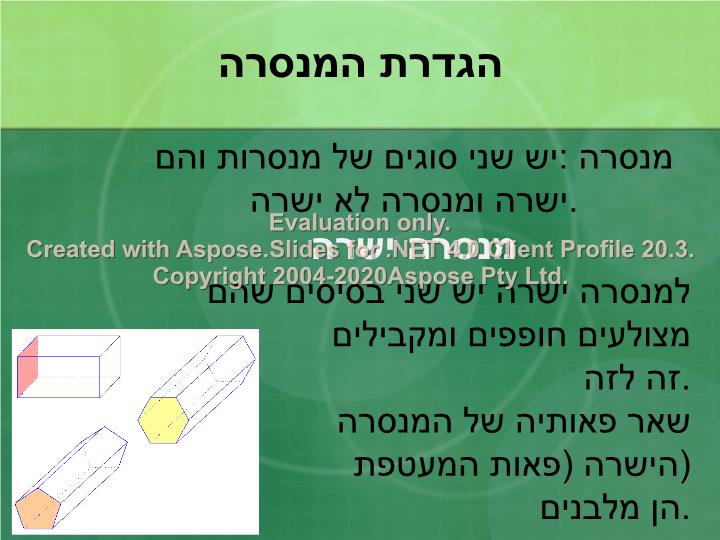 הגדרת המנסרה
מנסרה :יש שני סוגים של מנסרות והם
ישרה ומנסרה לא ישרה.
Evaluation only.
מנסרה ישרה
Created with Aspose.Slides for .NET 4.0 Client Profile 20.3.
Copyright 2004-2020Aspose Pty Ltd.
למנסרה ישרה יש שני בסיסים שהם
מצולעים חופפים ומקבילים
זה לזה.
שאר פאותיה של המנסרה
הישרה (פאות המעטפת)
הן מלבנים.